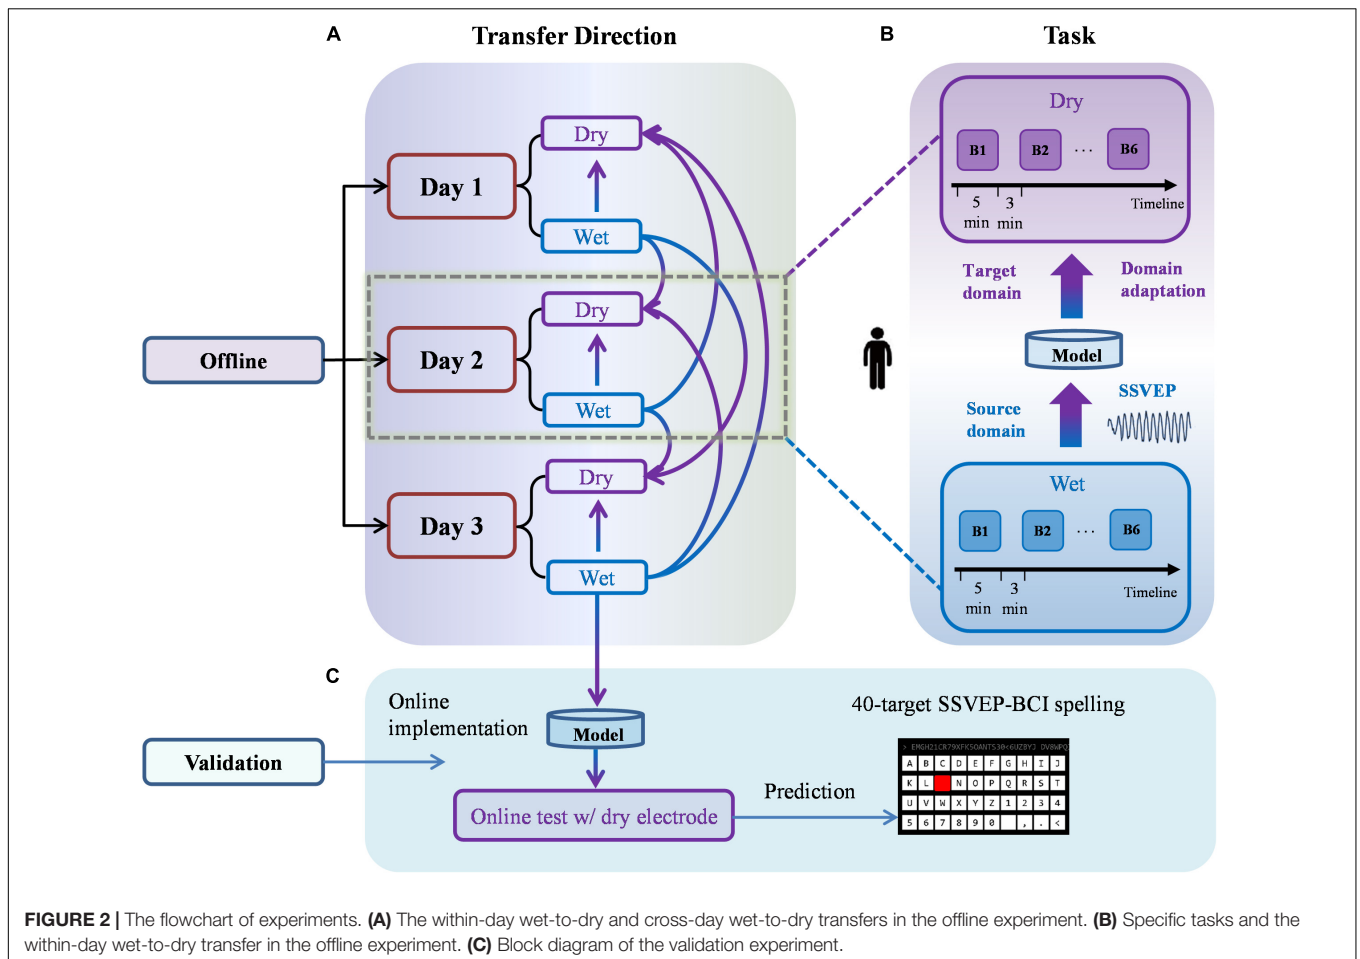 A
Transfer Direction
B
Task
Dry
Day 1
Wet
Dry
Day 2
Wet
Dry
Day 3
Wet
Offline
Dry
B1 B2 ... B6
5 min
3 min
Timeline
Target domain
Domain adaptation
Model
Source domain
SSVEP
Wet
B1 B2 ... B6
5 min
3 min
Timeline
C
Online implementation
Model
Validation
Online test w/ dry electrode
Prediction
40-target SSVEP-BCI spelling
A B C D E F G H I J
K L N O P Q R S T
U V W X Y Z 1 2 3 4
5 6 7 8 9 0 , . <
FIGURE 2 | The flowchart of experiments. (A) The within-day wet-to-dry and cross-day wet-to-dry transfers in the offline experiment. (B) Specific tasks and the
within-day wet-to-dry transfer in the offline experiment. (C) Block diagram of the validation experiment.